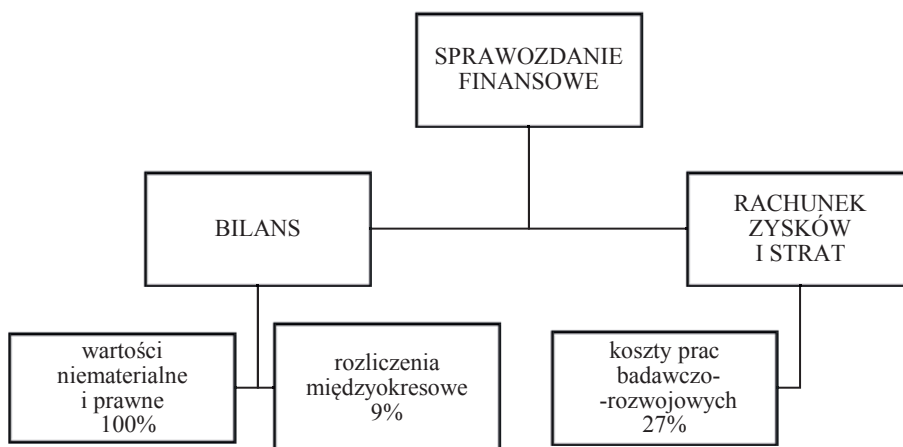 SPRAWOZDANIE
FINANSOWE
BILANS
RACHUNEK
ZYSKÓW
I STRAT
wartości
niematerialne
i prawne
100%
rozliczenia
międzyokresowe
9%
koszty prac
badawczo-
-rozwojowych
27%